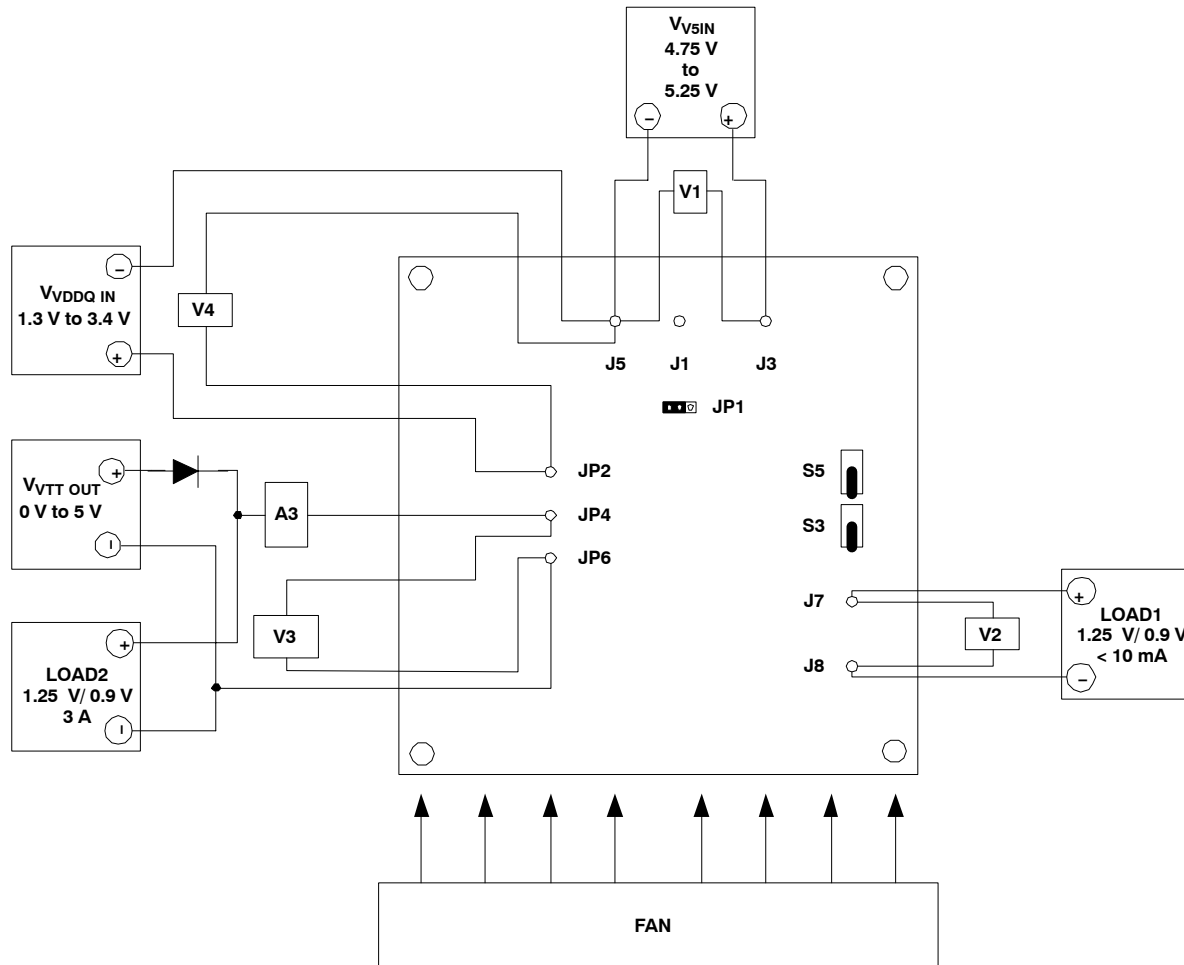 VV5IN
4.75 V
to
5.25 V
−
+
V1
−
VVDDQ IN
1.3 V to 3.4 V
+
V4
J5
J1
J3
JP1
+
VVTT OUT
0 V to 5 V
−
A3
JP2
JP4
JP6
S5
S3
V3
+
LOAD2
1.25 V/ 0.9 V
3 A
−
J7
J8
V2
+
LOAD1
1.25 V/ 0.9 V
< 10 mA
−
FAN